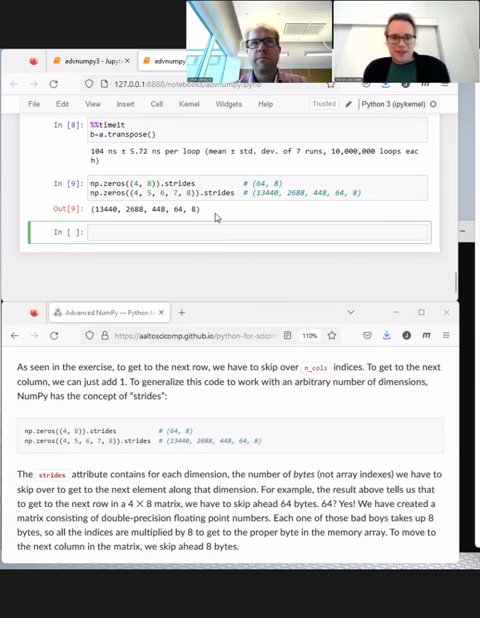 advnumpy3 - Jupyt
advnumpy
127.0.0.1:8888/notebooks/advnumpy.ipynb
File Edit View Insert Cell Kernel Widgets Help Trusted Python 3 (ipykernel)
In [8]: %%timeit
b=a.transpose()
104 ns ± 5.72 ns per loop (mean ± std. dev of 7 runs, 10,000,000 loops eac
h)
In [9]: np.zeros((4, 8)).strides # (64, 8)
np.zeros((4, 5, 6, 7, 8)).strides # (13440, 2688, 448, 64, 8)
Out[9]: (13440, 2688, 448, 64, 8)
In [ ]:
Advanced NumPy — Python fo
https://aaltoscicomp.github.io/python-for-scicom 110%
As seen in the exercise, to get to the next row, we have to skip over n_cols indices. To get to the next
column, we can just add 1. To generalize this code to work with an arbitrary number of dimensions,
NumPy has the concept of “strides”:
np.zeros((4, 8)).strides # (64, 8)
np.zeros((4, 5, 6, 7, 8)).strides # (13440, 2688, 448, 64, 8)
The strides attribute contains for each dimension, the number of bytes (not array indexes) we have to
skip over to get to the next element along that dimension. For example, the result above tells us that
to get to the next row in a 4 × 8 matrix, we have to skip ahead 64 bytes. 64? Yes! We have created a
matrix consisting of double-precision floating point numbers. Each one of those bad boys takes up 8
bytes, so all the indices are multiplied by 8 to get to the proper byte in the memory array. To move to
the next column in the matrix, we skip ahead 8 bytes.